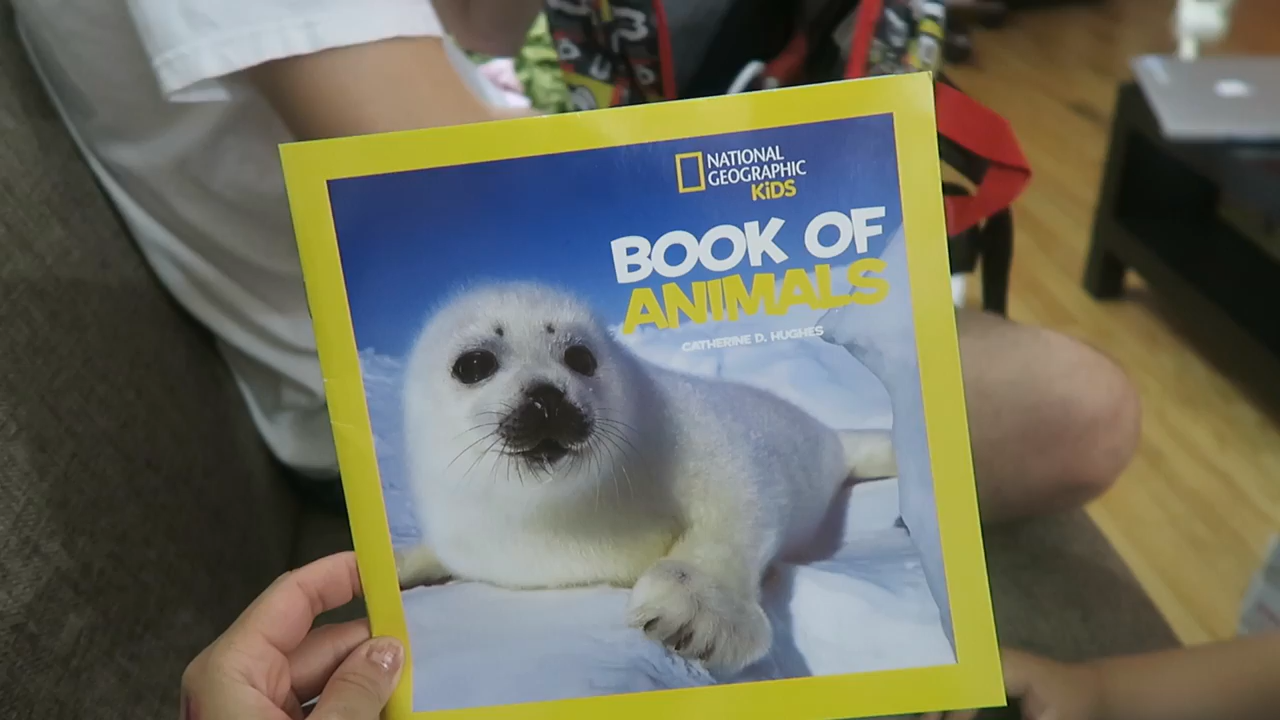 NATIONAL
GEOGRAPHIC
KiDS
BOOK OF
ANIMALS
CATHERINE D. HUGHES